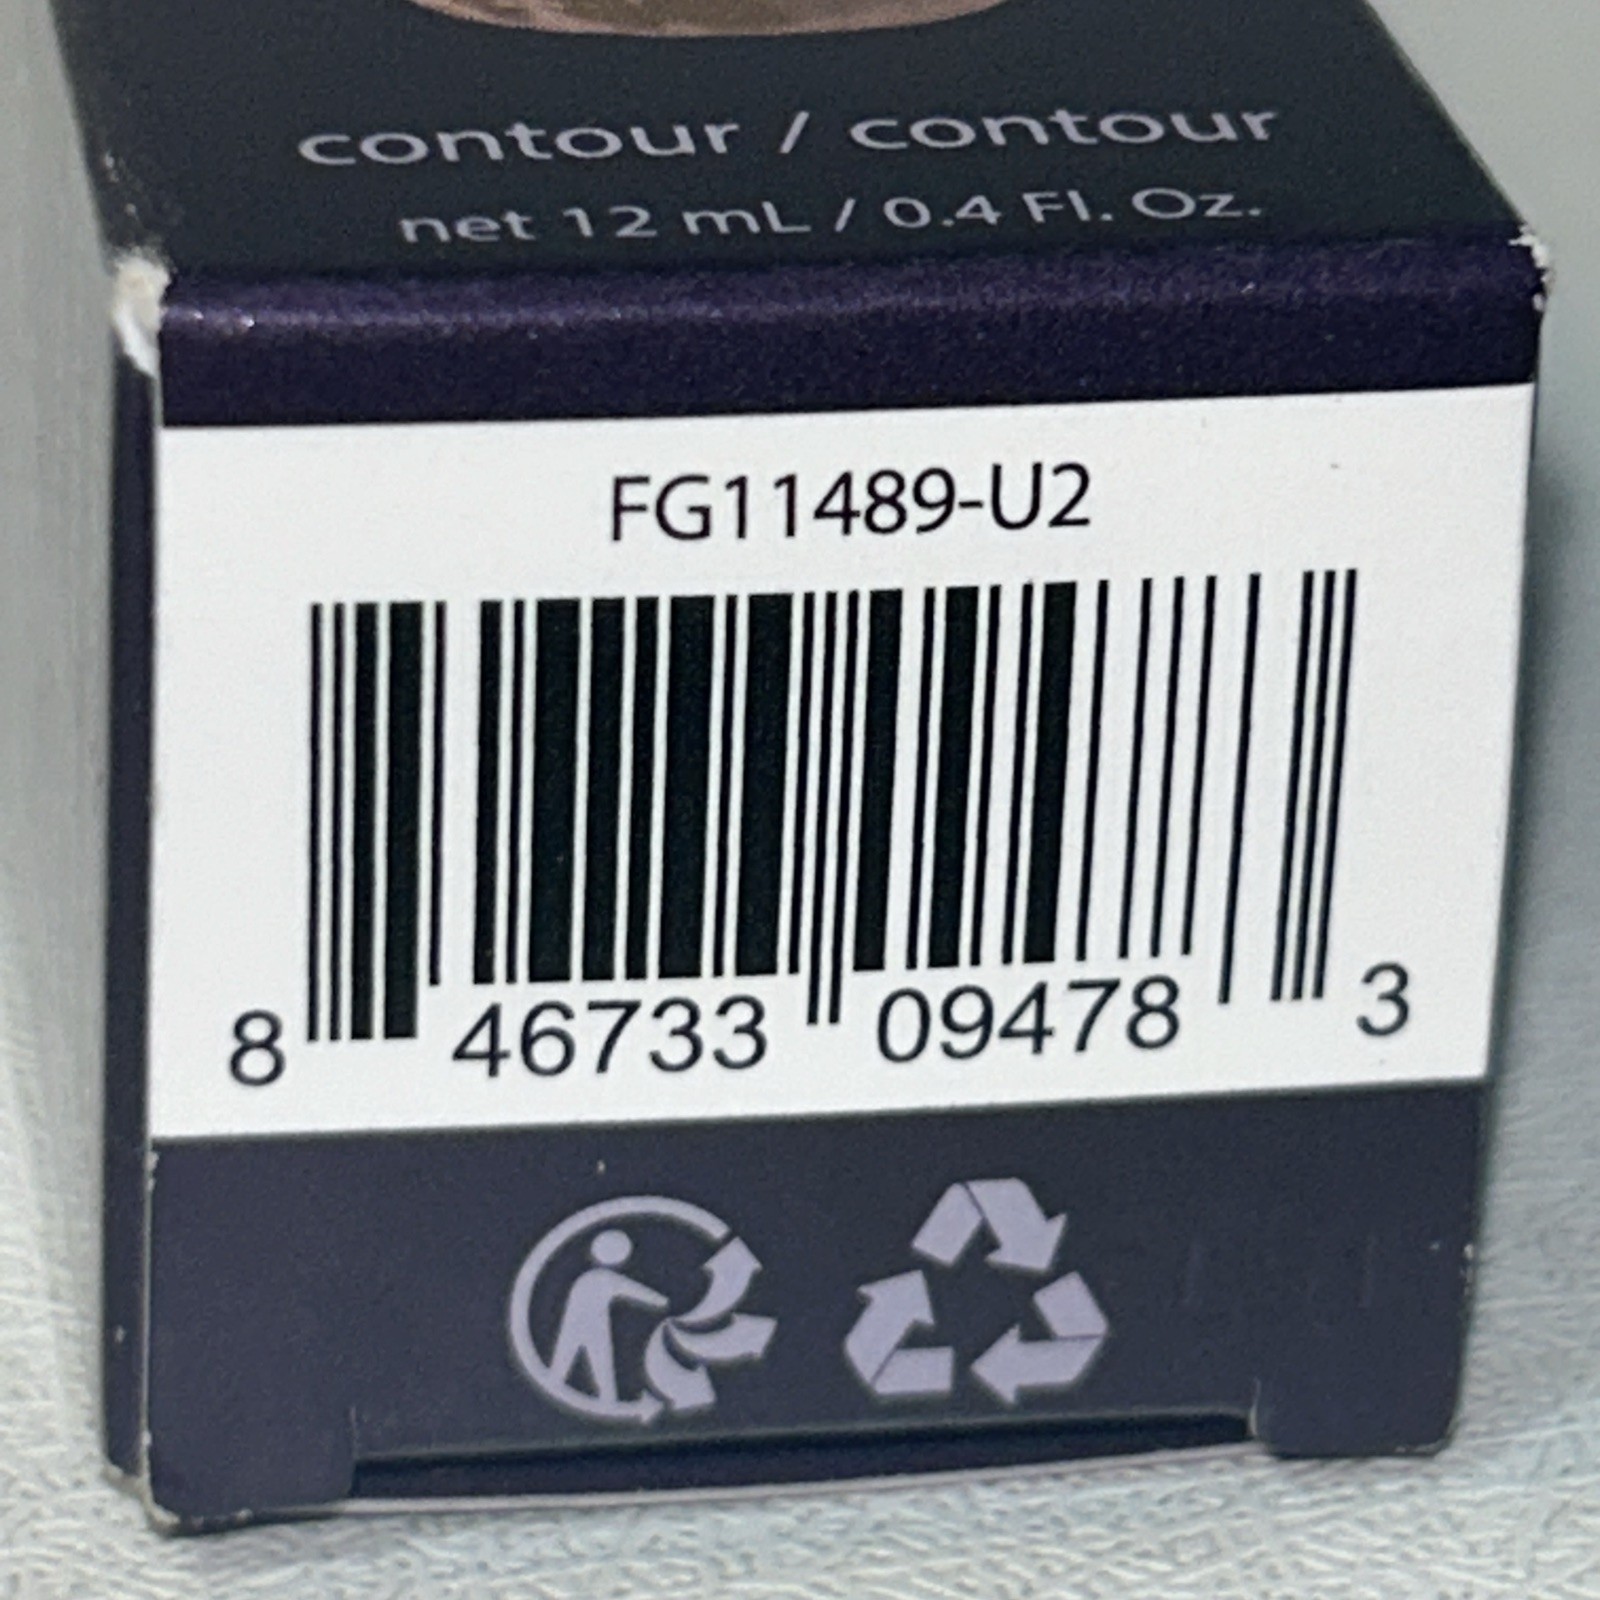 contour / contour
net 12 mL / 0.4 Fl. Oz.
FG11489-U2
8 46733 09478 3